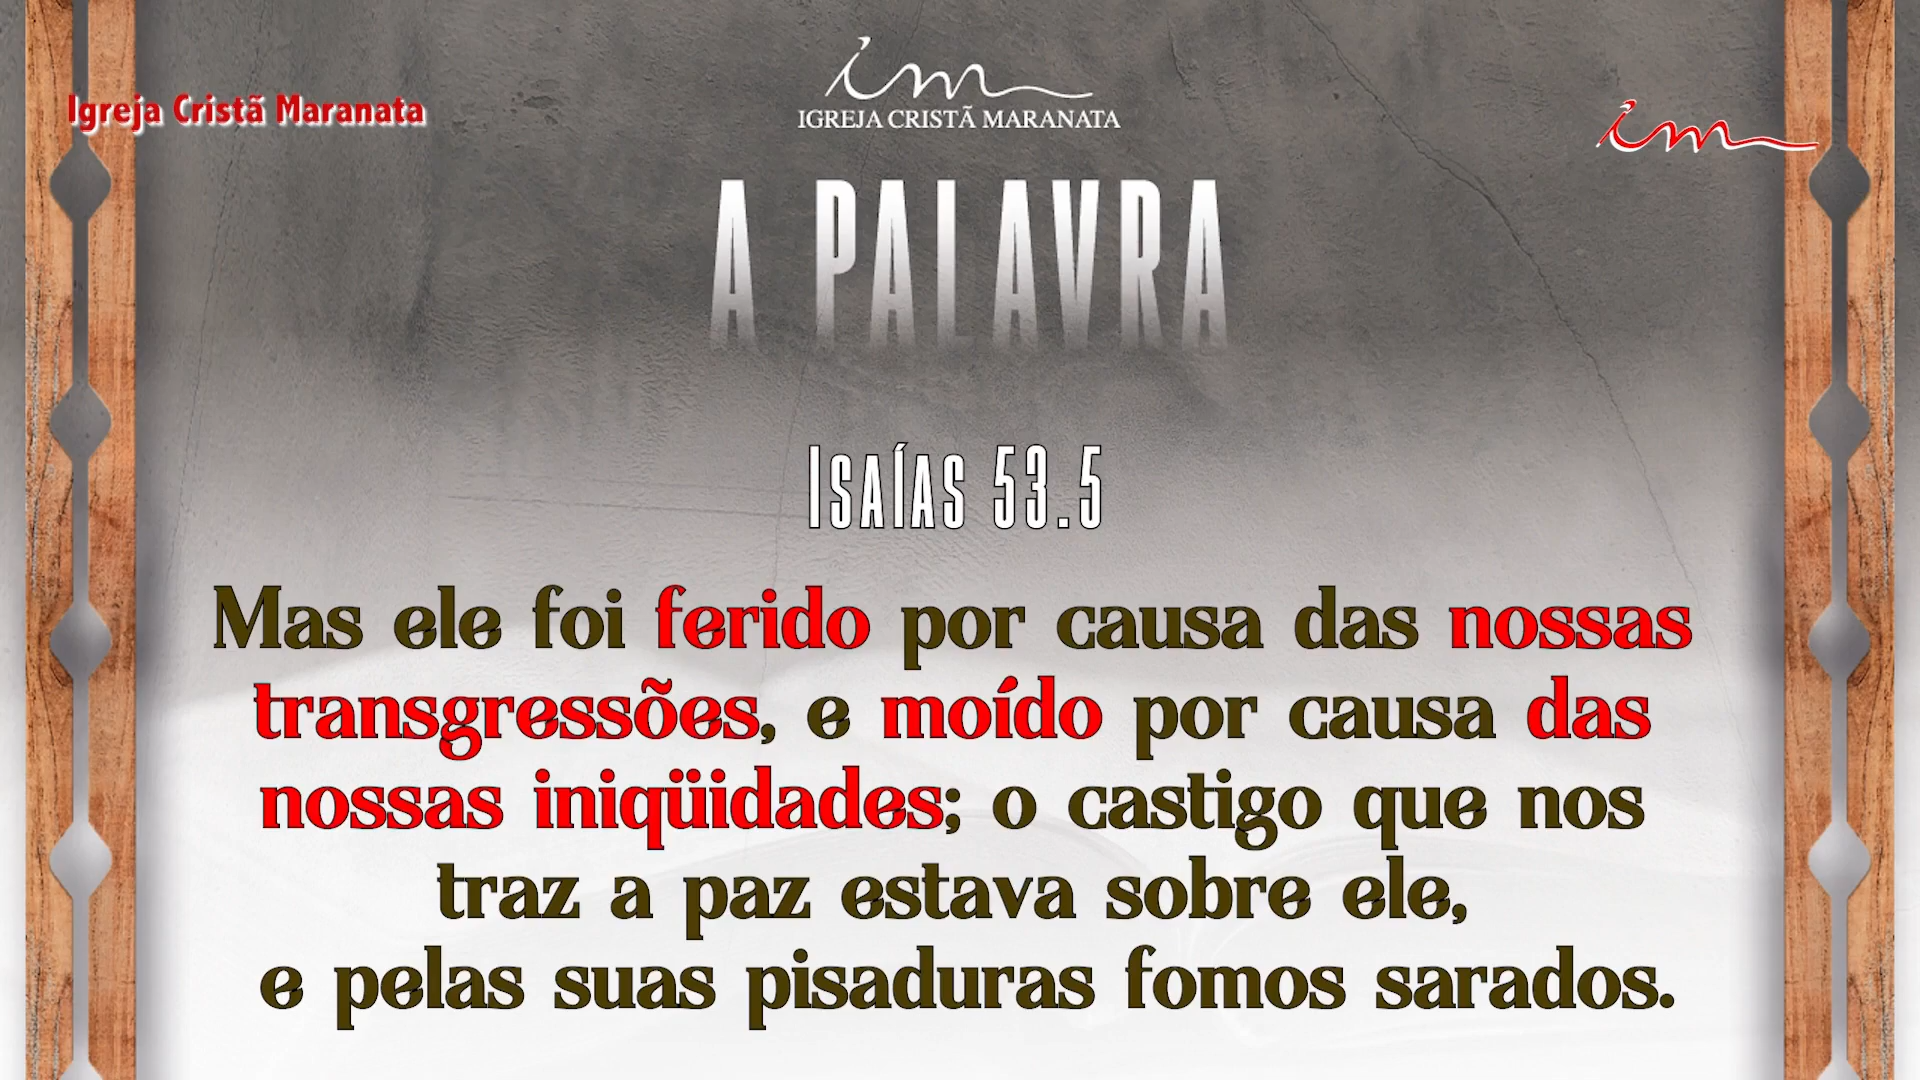 Igreja Cristã Maranata
im
IGREJA CRISTÃ MARANATA
im
A PALAVRA
Isaías 53.5
Mas ele foi ferido por causa das nossas
transgressões, e moído por causa das
nossas iniqüidades; o castigo que nos
traz a paz estava sobre ele,
e pelas suas pisaduras fomos sarados.